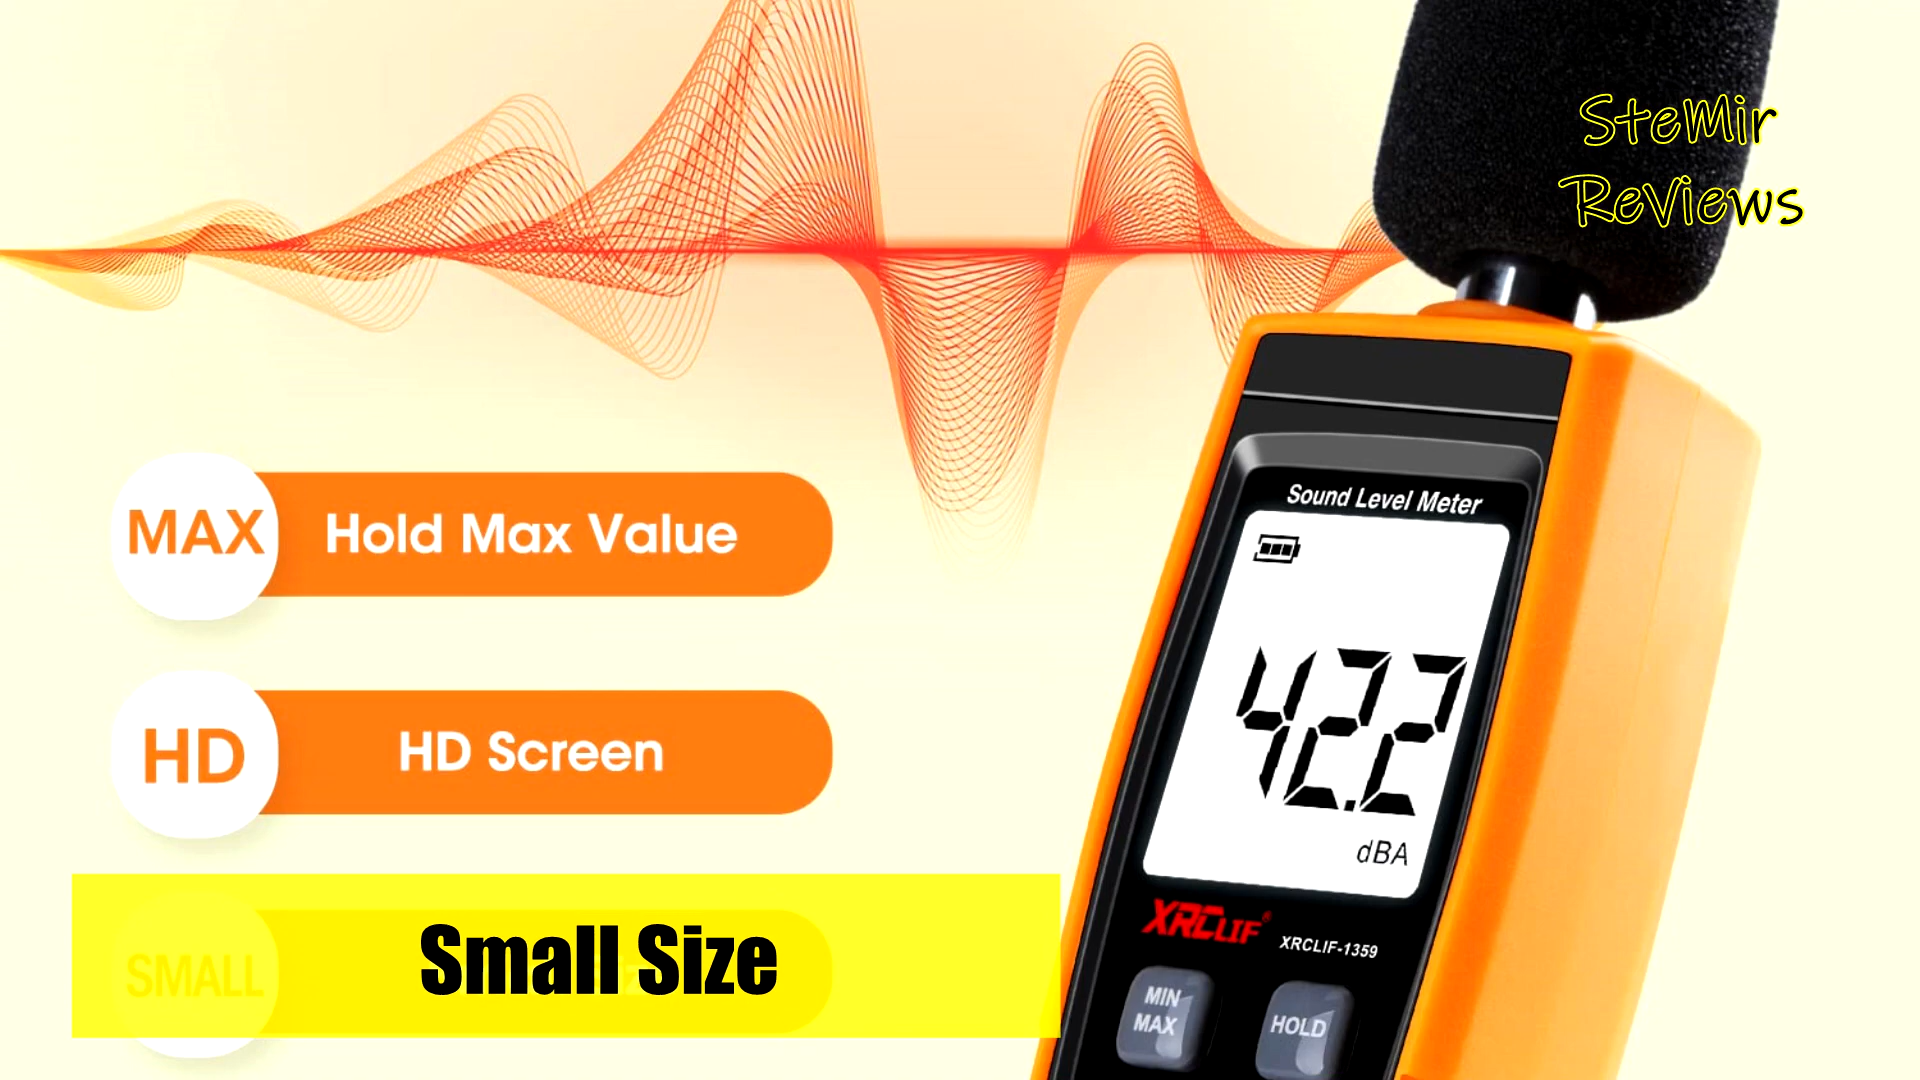 SteMir
Reviews
MAX
Hold Max Value
HD
HD Screen
SMALL
Small Size
Sound Level Meter
42.2
dBA
XRCLIF®
XRCLIF-1359
MIN
MAX
HOLD